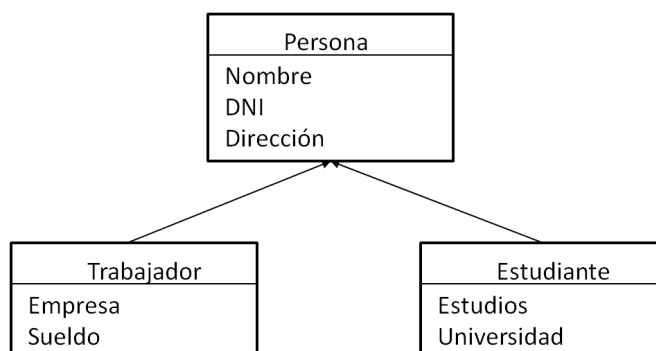 Persona
Nombre
DNI
Dirección
Trabajador
Empresa
Sueldo
Estudiante
Estudios
Universidad